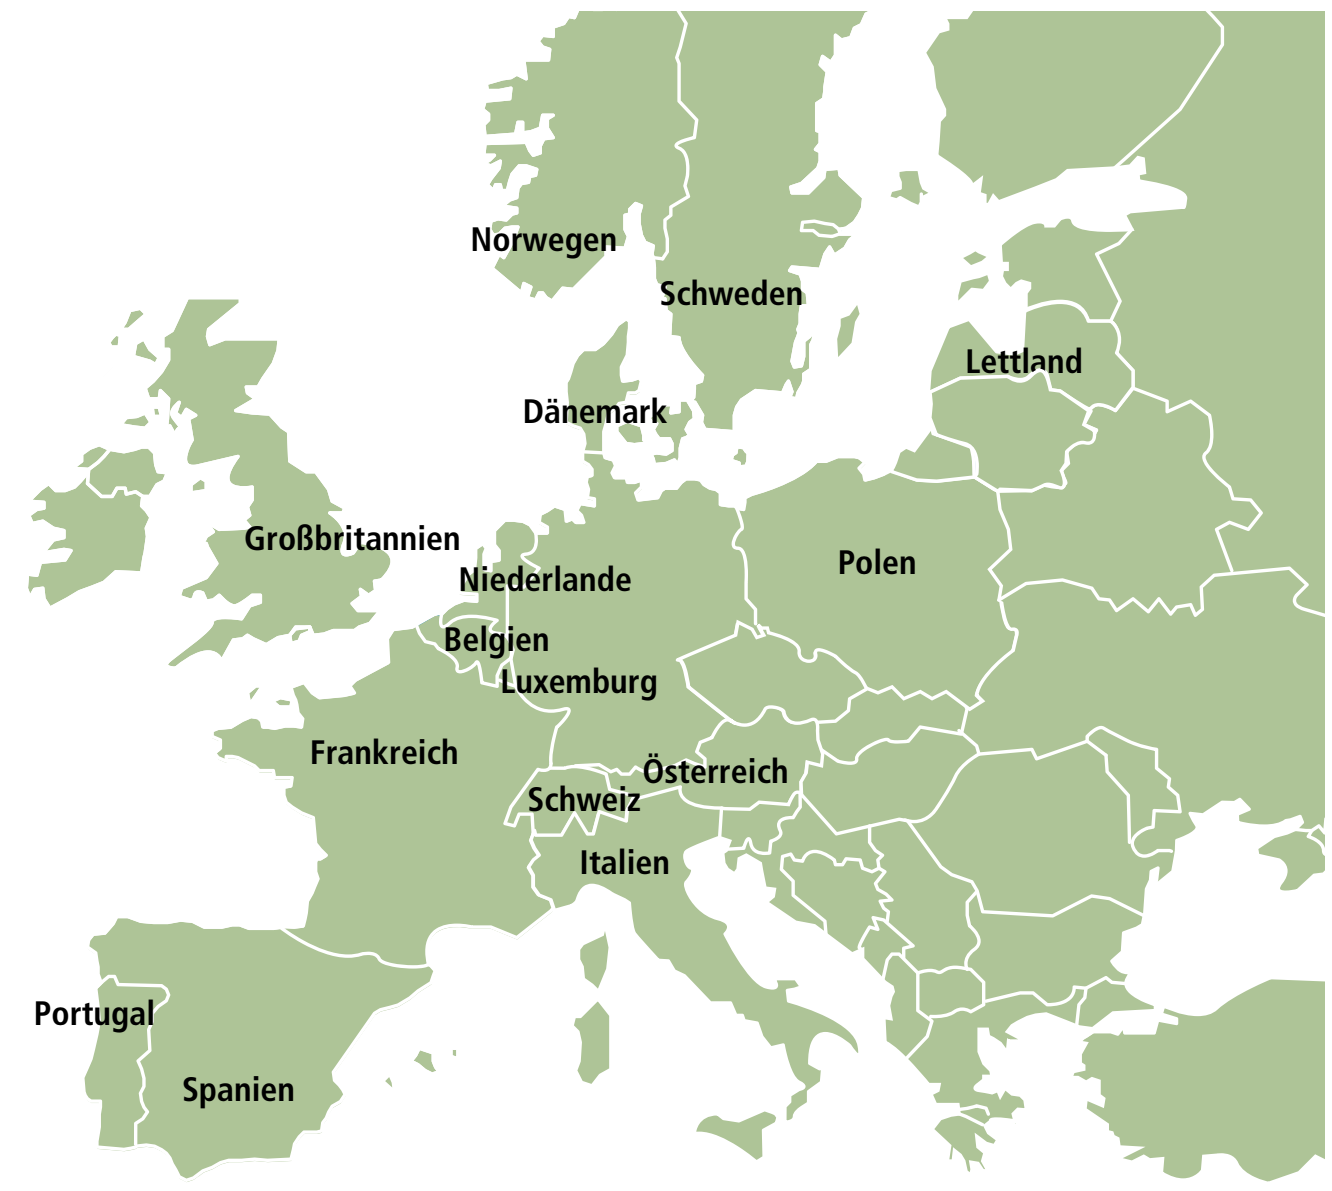 Norwegen
Schweden
Lettland
Dänemark
Großbritannien
Polen
Niederlande
Belgien
Luxemburg
Frankreich
Österreich
Schweiz
Italien
Portugal
Spanien